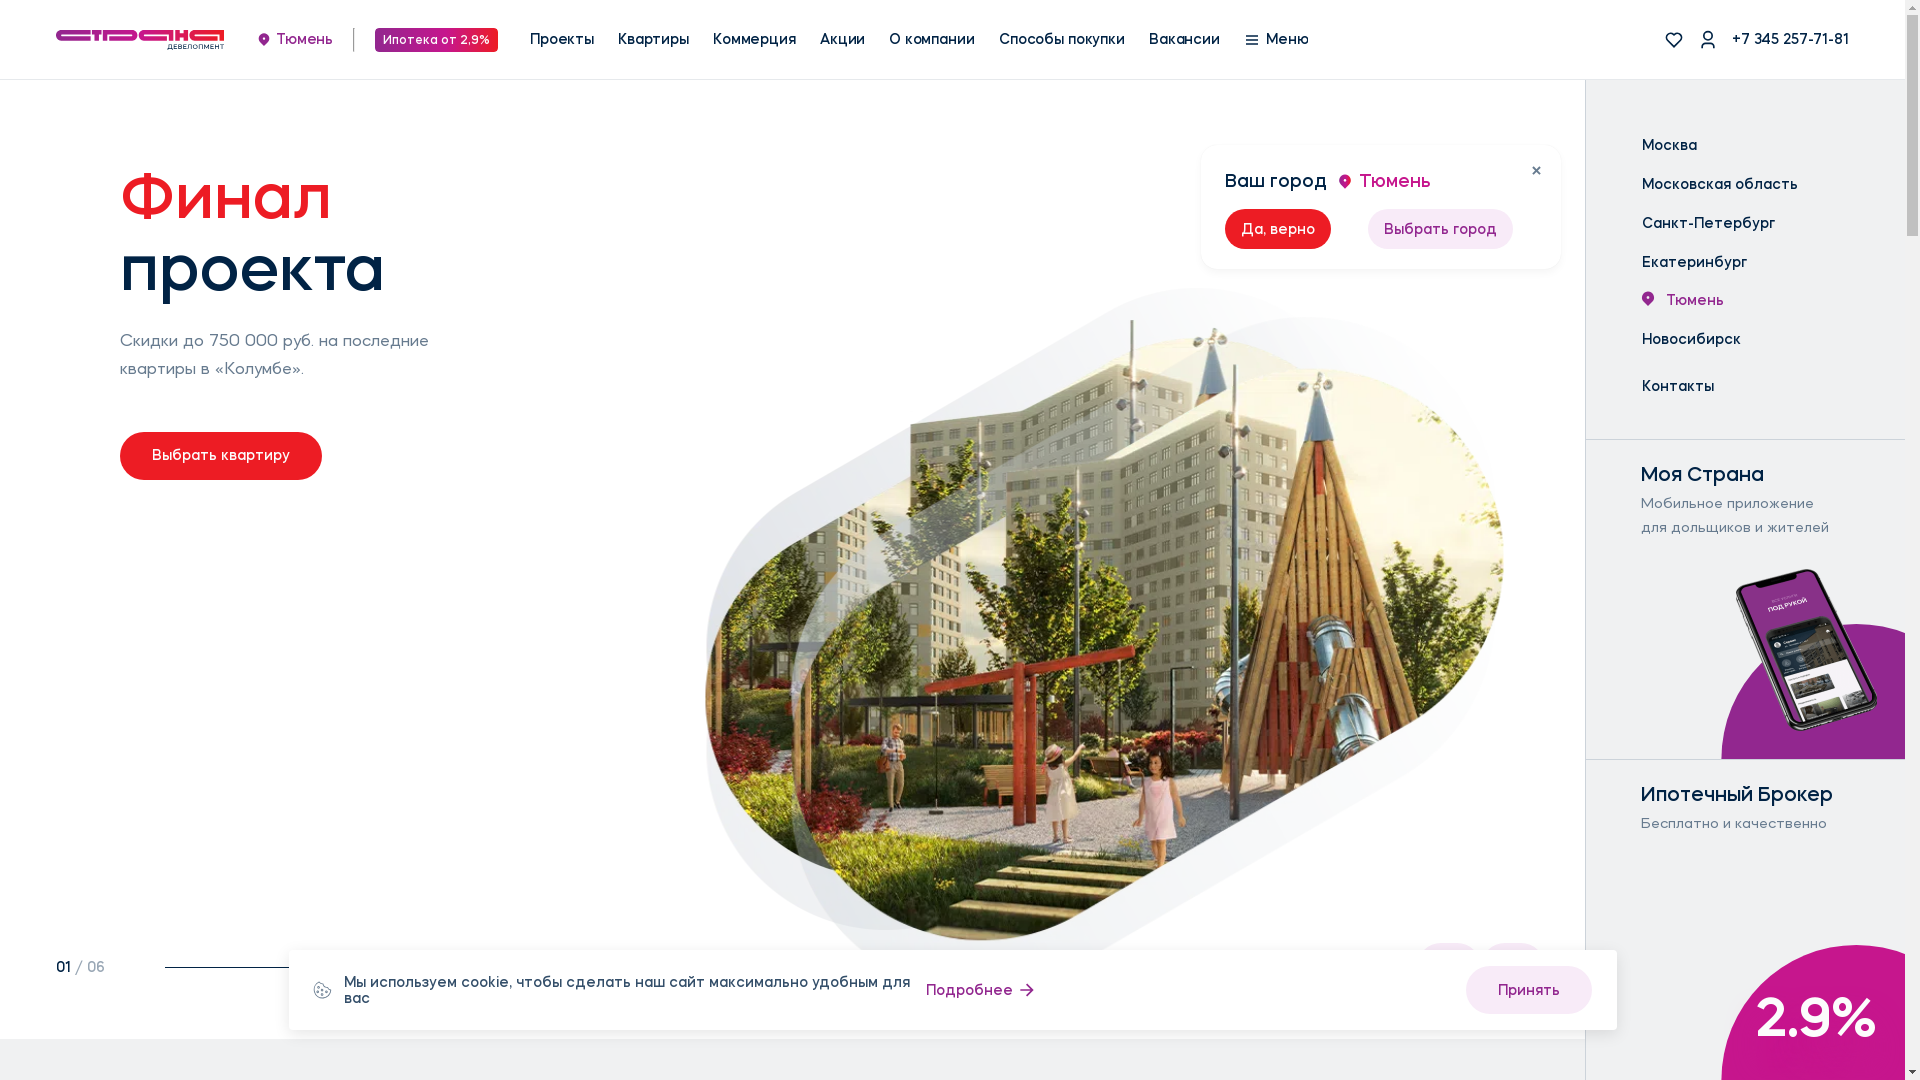 страна
ДЕВЕЛОПМЕНТ
Тюмень
Ипотека от 2,9%
Проекты
Квартиры
Коммерция
Акции
О компании
Способы покупки
Вакансии
Меню
+7 345 257-71-81
Финал
проекта
Скидки до 750 000 руб. на последние
квартиры в «Колумбе».
Выбрать квартиру
Ваш город
Тюмень
Да, верно
Выбрать город
Москва
Московская область
Санкт-Петербург
Екатеринбург
Тюмень
Новосибирск
Контакты
Моя Страна
Мобильное приложение
для дольщиков и жителей
ПОД РУКОЙ
Ипотечный Брокер
Бесплатно и качественно
2.9%
01 / 06
Мы используем cookie, чтобы сделать наш сайт максимально удобным для
вас
Подробнее
Принять